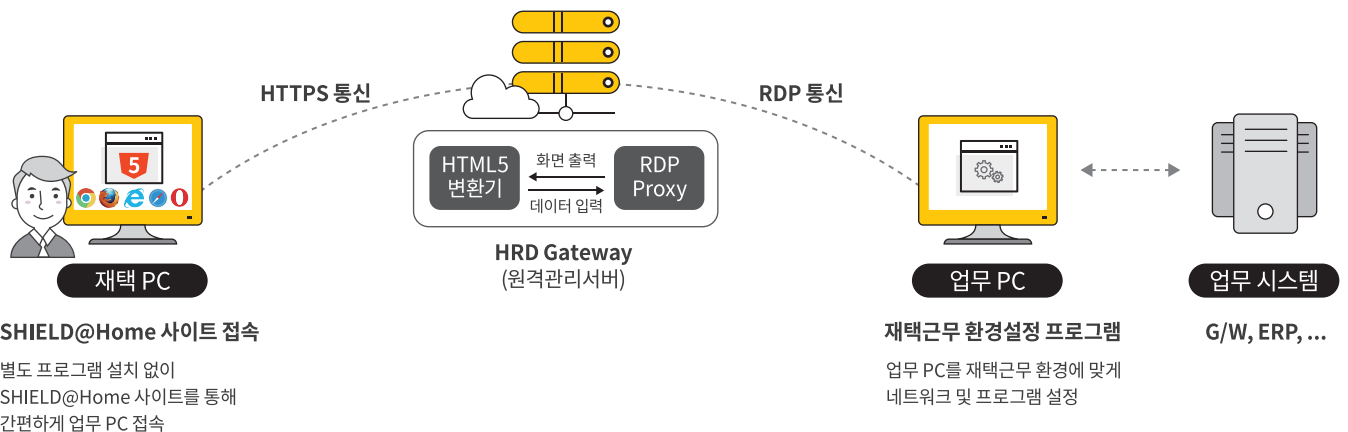 HTTPS 통신
RDP 통신
5
HTML5
변환기
화면 출력
데이터 입력
RDP
Proxy
HRD Gateway
(원격관리서버)
재택 PC
업무 PC
업무 시스템
SHIELD@Home 사이트 접속
별도 프로그램 설치 없이
SHIELD@Home 사이트를 통해
간편하게 업무 PC 접속
재택근무 환경설정 프로그램
업무 PC를 재택근무 환경에 맞게
네트워크 및 프로그램 설정
G/W, ERP, ...